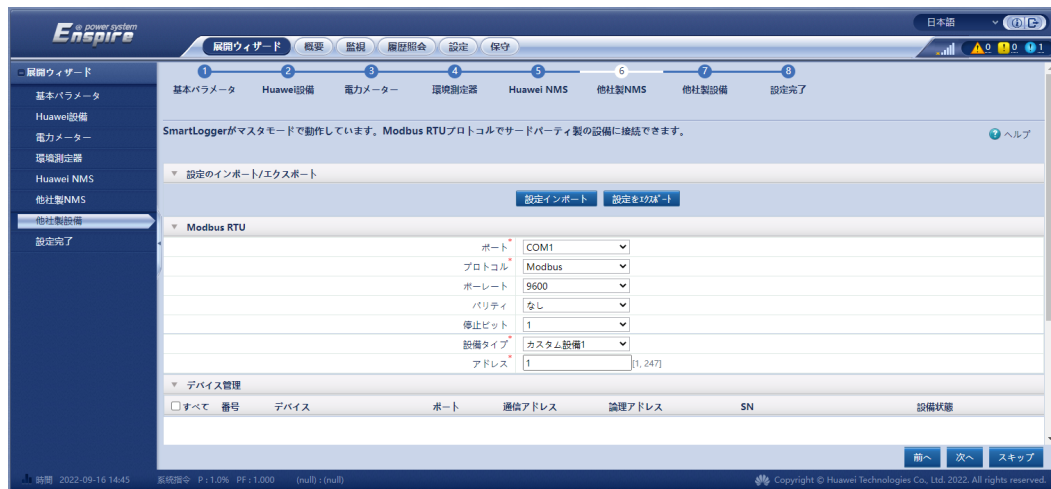 e power system
Enspire
日本語
展開ウィザード 概要 監視 履歴照会 設定 保守
0 0 1
展開ウィザード
基本パラメータ
Huawei設備
電力メーター
環境測定器
Huawei NMS
他社製NMS
他社製設備
設定完了
1 2 3 4 5 6 7 8
基本パラメータ Huawei設備 電力メーター 環境測定器 Huawei NMS 他社製NMS 他社製設備 設定完了
SmartLoggerがマスタモードで動作しています。Modbus RTUプロトコルでサードパーティ製の設備に接続できます。
ヘルプ
設定のインポート/エクスポート
設定インポート 設定をｴｸｽﾎﾟｰﾄ
Modbus RTU
ポート* COM1
プロトコル* Modbus
ボーレート 9600
パリティ なし
停止ビット 1
設備タイプ* カスタム設備1
アドレス* 1 [1, 247]
デバイス管理
すべて 番号 デバイス ポート 通信アドレス 論理アドレス SN 設備状態
前へ 次へ スキップ
時間 2022-09-16 14:45 系統指令 P : 1.0% PF : 1.000 (null) : (null)
Copyright © Huawei Technologies Co., Ltd. 2022. All rights reserved.